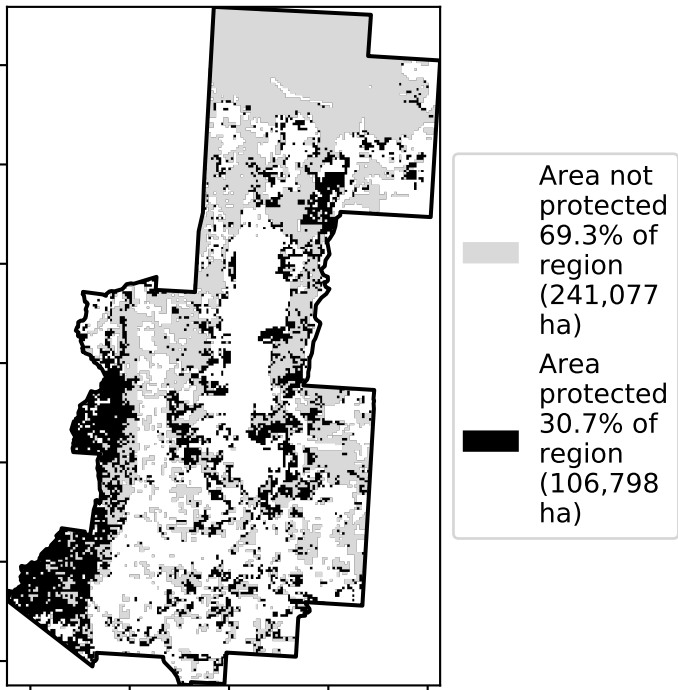 Area not
protected
69.3% of
region
(241,077
ha)
Area
protected
30.7% of
region
(106,798
ha)